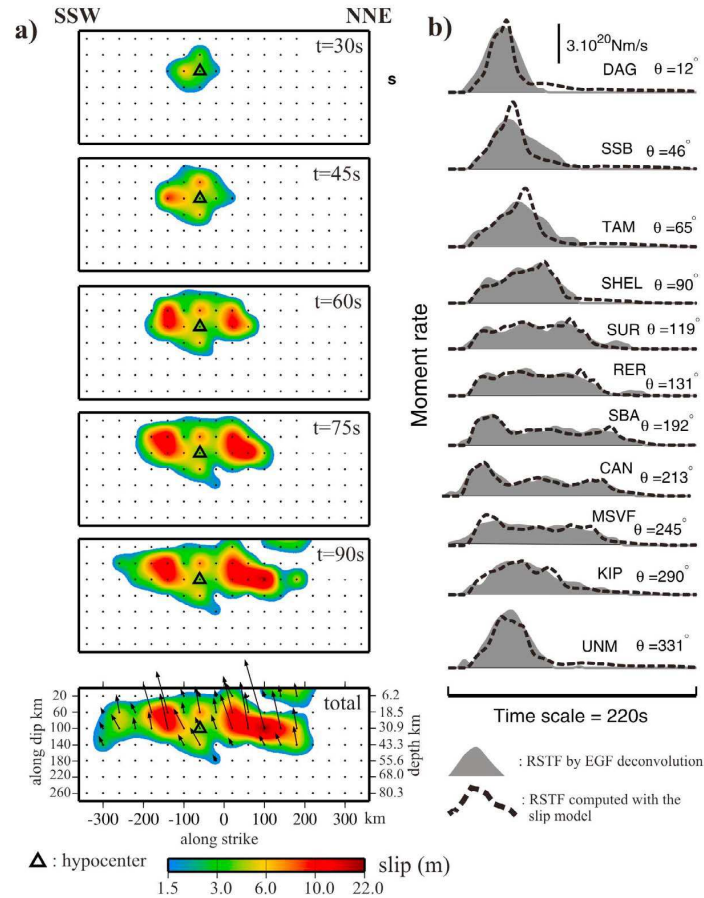 SSW NNE
a)
t=30s
t=45s
t=60s
t=75s
t=90s
total
along dip km
20
60
100
140
180
220
260
6.2
18.5
30.9
43.3
55.6
68.0
80.3
depth km
-300 -200 -100 0 100 200 300 km
along strike
: hypocenter
slip (m)
1.5 3.0 6.0 10.0 22.0
s
b)
3.10²⁰Nm/s
Moment rate
DAG θ =12°
SSB θ =46°
TAM θ =65°
SHEL θ =90°
SUR θ =119°
RER θ =131°
SBA θ =192°
CAN θ =213°
MSVF θ =245°
KIP θ =290°
UNM θ =331°
Time scale = 220s
: RSTF by EGF deconvolution
: RSTF computed with the
slip model